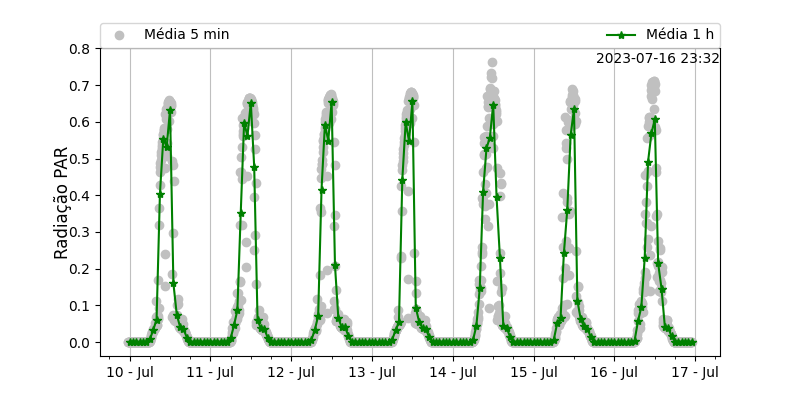 Média 5 min
Média 1 h
2023-07-16 23:32
Radiação PAR
0.8
0.7
0.6
0.5
0.4
0.3
0.2
0.1
0.0
10 - Jul
11 - Jul
12 - Jul
13 - Jul
14 - Jul
15 - Jul
16 - Jul
17 - Jul